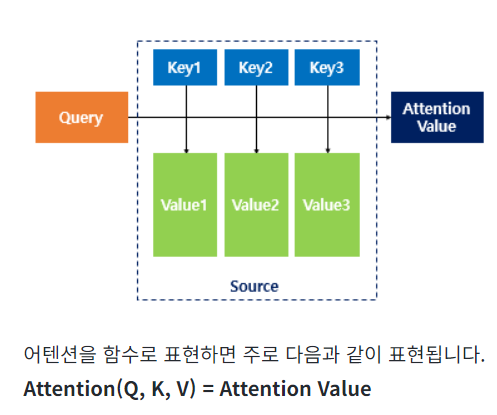 Key1 Key2 Key3
Query
Attention
Value
Value1 Value2 Value3
Source
어텐션을 함수로 표현하면 주로 다음과 같이 표현됩니다.
Attention(Q, K, V) = Attention Value